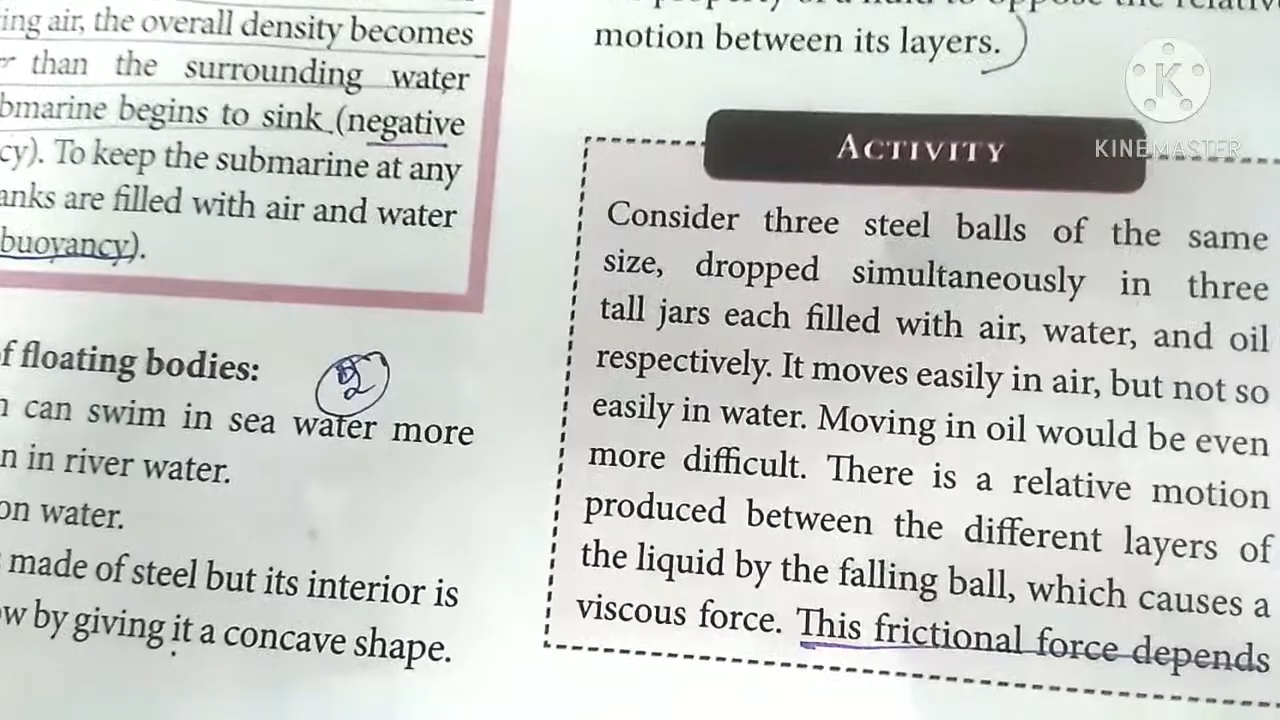 ing air, the overall density becomes
than the surrounding water
bmarine begins to sink (negative
cy). To keep the submarine at any
anks are filled with air and water
buoyancy).
f floating bodies:
2
n can swim in sea water more
n in river water.
on water.
made of steel but its interior is
ow by giving it a concave shape.
motion between its layers.
ACTIVITY
Consider three steel balls of the same
size, dropped simultaneously in three
tall jars each filled with air, water, and oil
respectively. It moves easily in air, but not so
easily in water. Moving in oil would be even
more difficult. There is a relative motion
produced between the different layers of
the liquid by the falling ball, which causes a
viscous force. This frictional force depends
K
KINEMASTER